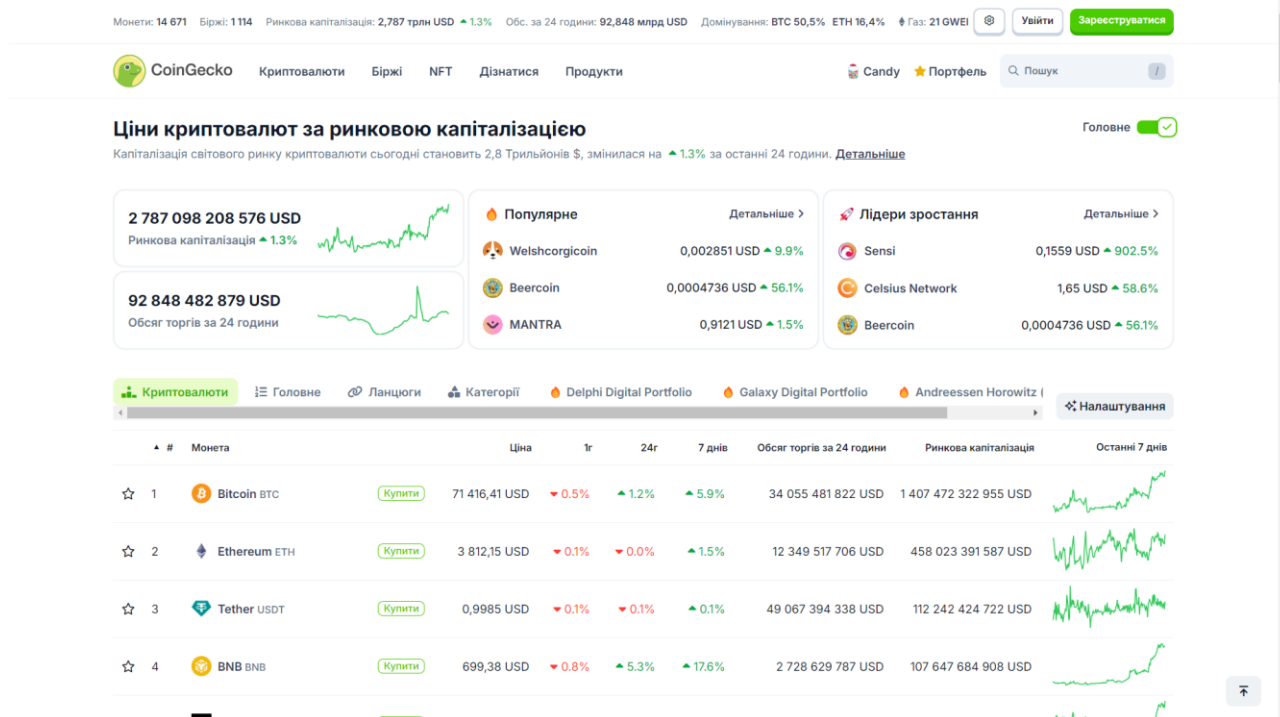 Монети: 14 671 Біржі: 1 114 Ринкова капіталізація: 2,787 трлн USD 1.3% Обс. за 24 години: 92,848 млрд USD Домінування: BTC 50,5% ETH 16,4% Газ: 21 GWEI Увійти Зареєструватися
CoinGecko Криптовалюти Біржі NFT Дізнатися Продукти Candy Портфель Пошук /
Ціни криптовалют за ринковою капіталізацією Головне
Капіталізація світового ринку криптовалюти сьогодні становить 2,8 Трильйонів $, змінилася на 1.3% за останні 24 години. Детальніше
2 787 098 208 576 USD
Ринкова капіталізація 1.3%
92 848 482 879 USD
Обсяг торгів за 24 години
Популярне Детальніше
Welshcorgicoin 0,002851 USD 9.9%
Beercoin 0,0004736 USD 56.1%
MANTRA 0,9121 USD 1.5%
Лідери зростання Детальніше
Sensi 0,1559 USD 902.5%
Celsius Network 1,65 USD 58.6%
Beercoin 0,0004736 USD 56.1%
Криптовалюти Головне Ланцюги Категорії Delphi Digital Portfolio Galaxy Digital Portfolio Andreessen Horowitz ( Налаштування
# Монета Ціна 1г 24г 7 днів Обсяг торгів за 24 години Ринкова капіталізація Останні 7 днів
1 Bitcoin BTC Купити 71 416,41 USD 0.5% 1.2% 5.9% 34 055 481 822 USD 1 407 472 322 955 USD
2 Ethereum ETH Купити 3 812,15 USD 0.1% 0.0% 1.5% 12 349 517 706 USD 458 023 391 587 USD
3 Tether USDT Купити 0,9985 USD 0.1% 0.1% 0.1% 49 067 394 338 USD 112 242 424 722 USD
4 BNB BNB Купити 699,38 USD 0.8% 5.3% 17.6% 2 728 629 787 USD 107 647 684 908 USD